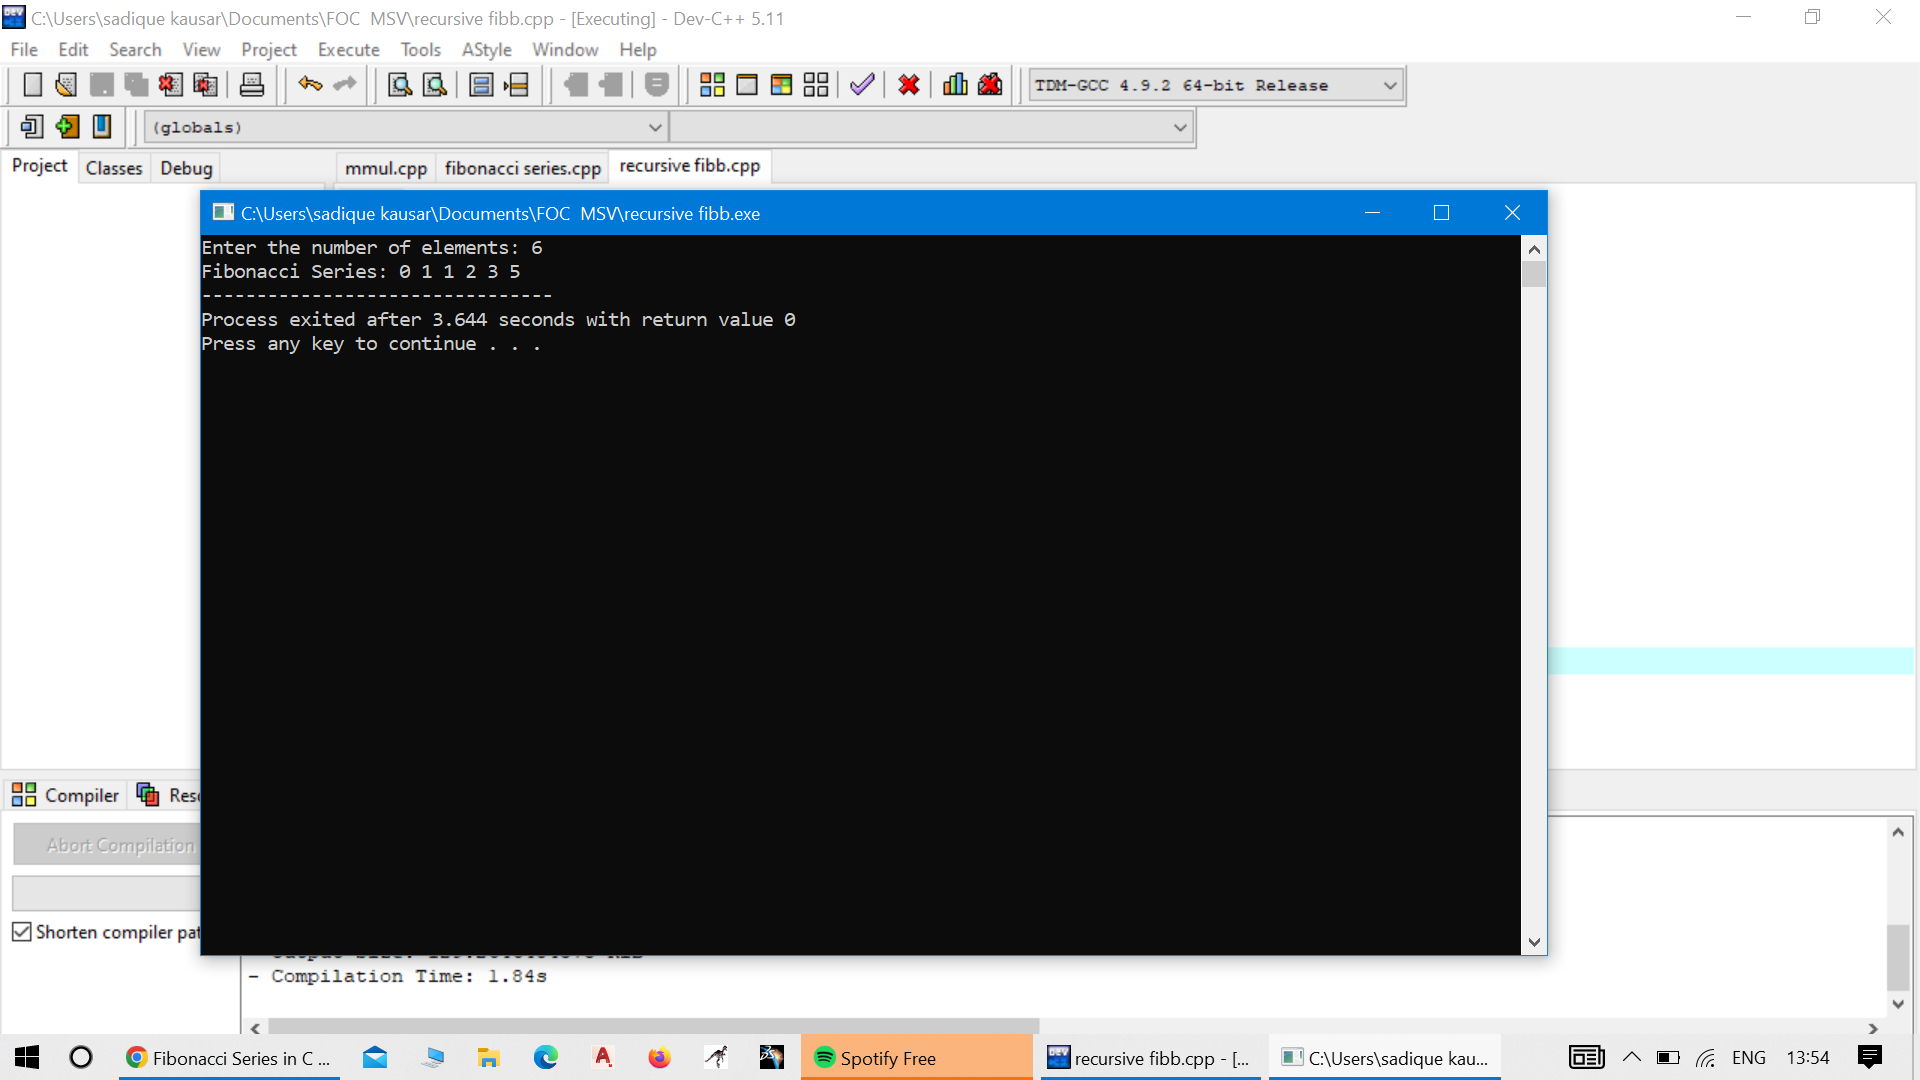 C:\Users\sadique kausar\Documents\FOC  MSV\recursive fibb.cpp - [Executing] - Dev-C++ 5.11
File Edit Search View Project Execute Tools AStyle Window Help
TDM-GCC 4.9.2 64-bit Release
(globals)
Project Classes Debug mmul.cpp fibonacci series.cpp recursive fibb.cpp
C:\Users\sadique kausar\Documents\FOC  MSV\recursive fibb.exe
Enter the number of elements: 6
Fibonacci Series: 0 1 1 2 3 5
--------------------------------
Process exited after 3.644 seconds with return value 0
Press any key to continue . . .
Compiler
Abort Compilation
Shorten compiler
- Compilation Time: 1.84s
Fibonacci Series in C ... Spotify Free recursive fibb.cpp - [... C:\Users\sadique kau... ENG 13:54